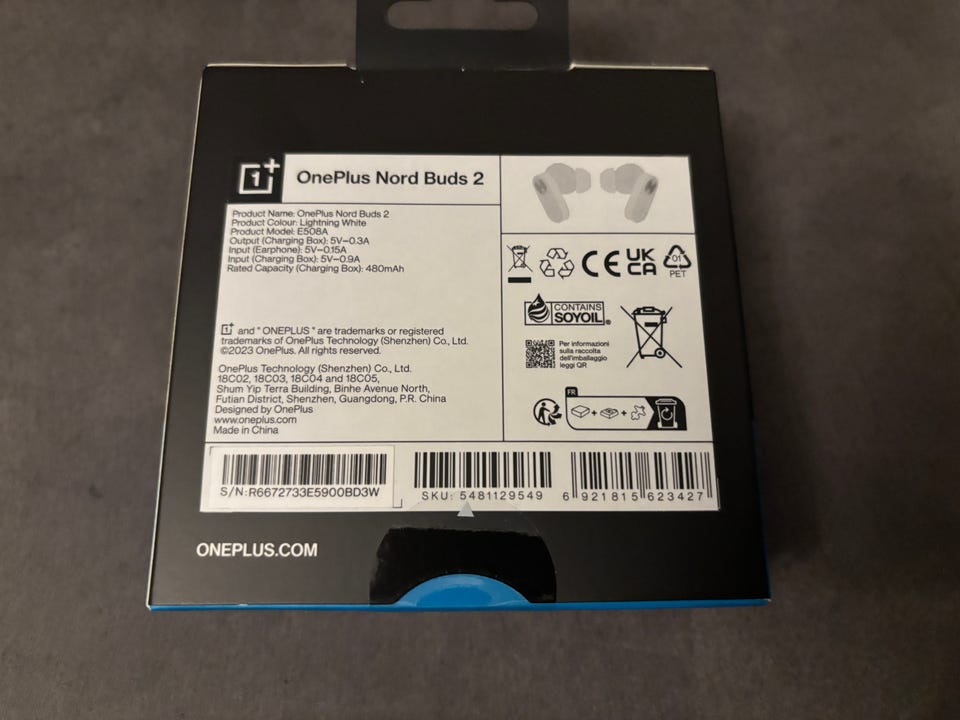 1+
OnePlus Nord Buds 2
Product Name: OnePlus Nord Buds 2
Product Colour: Lightning White
Product Model: E508A
Output (Charging Box): 5V⎓0.3A
Input (Earphone): 5V⎓0.15A
Input (Charging Box): 5V⎓0.9A
Rated Capacity (Charging Box): 480mAh
1+ and "ONEPLUS" are trademarks or registered
trademarks of OnePlus Technology (Shenzhen) Co., Ltd.
©2023 OnePlus. All rights reserved.
OnePlus Technology (Shenzhen) Co., Ltd.
18C02, 18C03, 18C04 and 18C05,
Shum Yip Terra Building, Binhe Avenue North,
Futian District, Shenzhen, Guangdong, P.R. China
Designed by OnePlus
www.oneplus.com
Made in China
CE
UK
CA
01
PET
CONTAINS
SOYOIL®
Per informazioni
sulla raccolta
dell'imballaggio
leggi QR
FR
+ +
S/N:R6672733E5900BD3W
SKU: 5481129549
6 921815 623427
ONEPLUS.COM